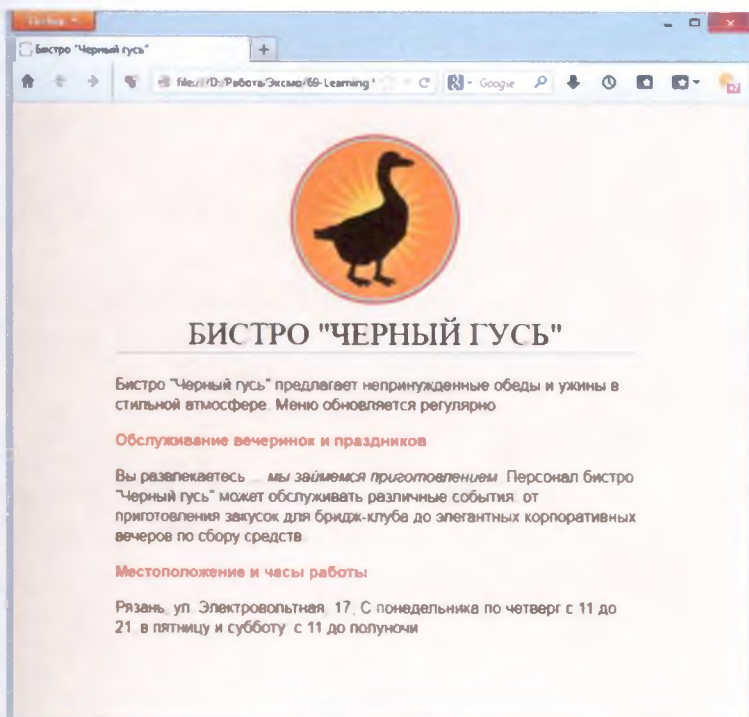 Бистро "Черный гусь"
file:///D:/Работа/Эксмо/69-Learning
Google
БИСТРО "ЧЕРНЫЙ ГУСЬ"
Бистро "Черный гусь" предлагает непринужденные обеды и ужины в
стильной атмосфере. Меню обновляется регулярно.
Обслуживание вечеринок и праздников
Вы развлекаетесь ... мы займемся приготовлением. Персонал бистро
"Черный гусь" может обслуживать различные события: от
приготовления закусок для бридж-клуба до элегантных корпоративных
вечеров по сбору средств.
Местоположение и часы работы
Рязань, ул. Электровольтная, 17, С понедельника по четверг с 11 до
21, в пятницу и субботу, с 11 до полуночи